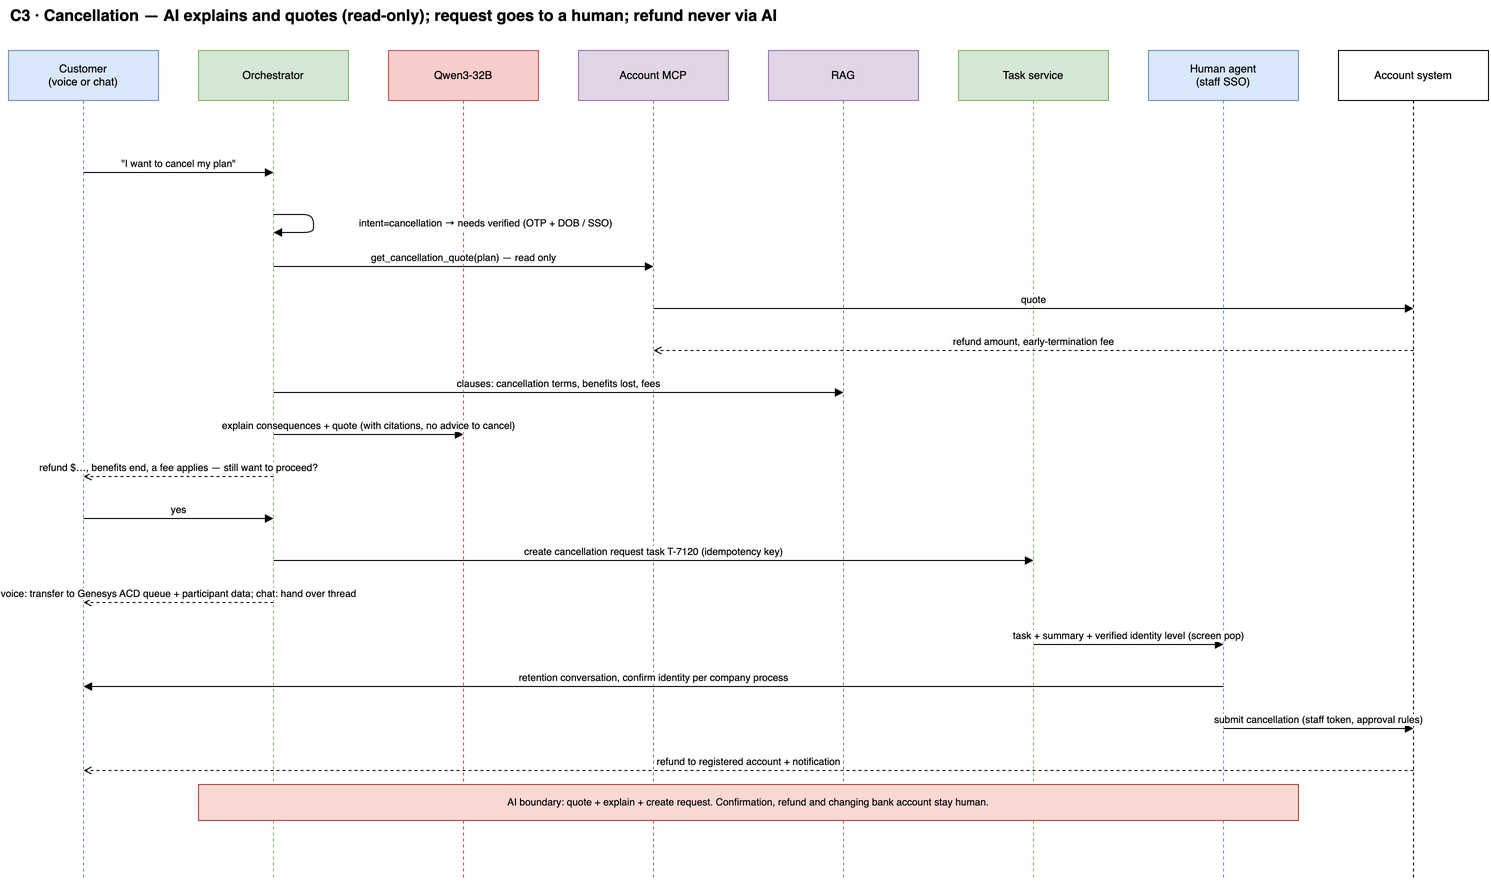 C3 · Cancellation — AI explains and quotes (read-only); request goes to a human; refund never via AI
Customer
(voice or chat)
Orchestrator
Qwen3-32B
Account MCP
RAG
Task service
Human agent
(staff SSO)
Account system
"I want to cancel my plan"
intent=cancellation → needs verified (OTP + DOB / SSO)
get_cancellation_quote(plan) — read only
quote
refund amount, early-termination fee
clauses: cancellation terms, benefits lost, fees
explain consequences + quote (with citations, no advice to cancel)
refund $…, benefits end, a fee applies — still want to proceed?
yes
create cancellation request task T-7120 (idempotency key)
voice: transfer to Genesys ACD queue + participant data; chat: hand over thread
task + summary + verified identity level (screen pop)
retention conversation, confirm identity per company process
submit cancellation (staff token, approval rules)
refund to registered account + notification
AI boundary: quote + explain + create request. Confirmation, refund and changing bank account stay human.